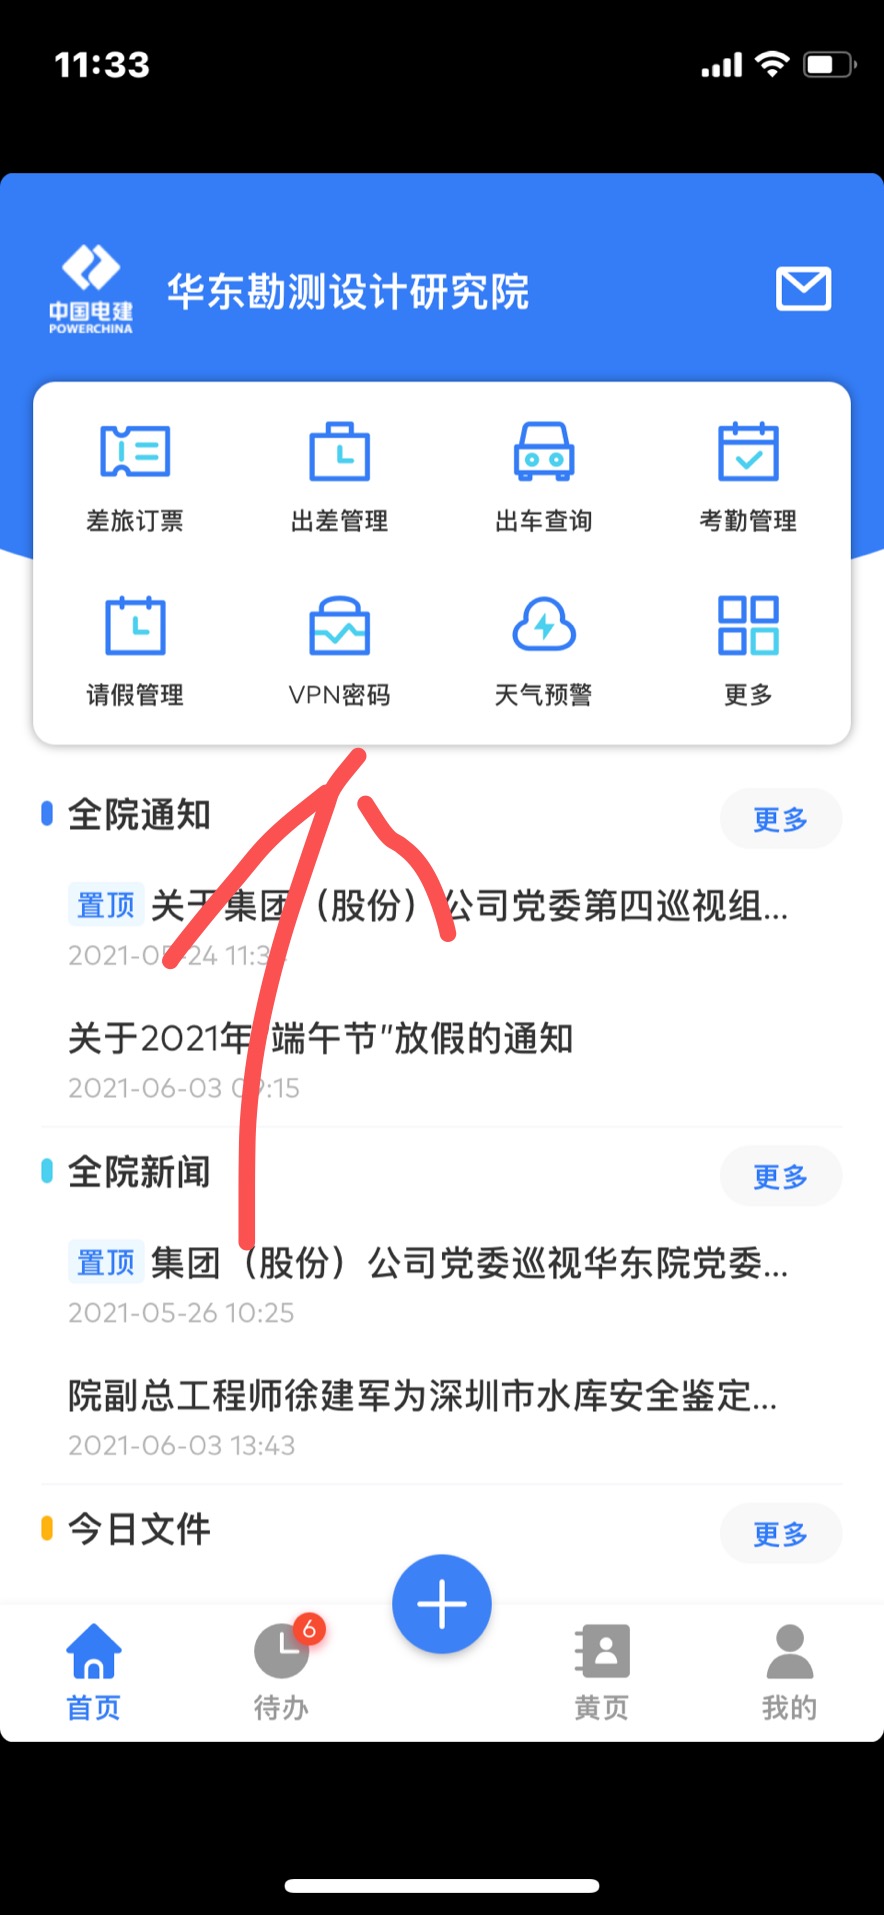 11:33
中国电建
POWERCHINA
华东勘测设计研究院
差旅订票 出差管理 出车查询 考勤管理
请假管理 VPN密码 天气预警 更多
全院通知 更多
置顶 关于集团（股份）公司党委第四巡视组...
2021-05-24 11:3
关于2021年"端午节"放假的通知
2021-06-03 09:15
全院新闻 更多
置顶 集团（股份）公司党委巡视华东院党委...
2021-05-26 10:25
院副总工程师徐建军为深圳市水库安全鉴定...
2021-06-03 13:43
今日文件 更多
6
首页 待办 黄页 我的